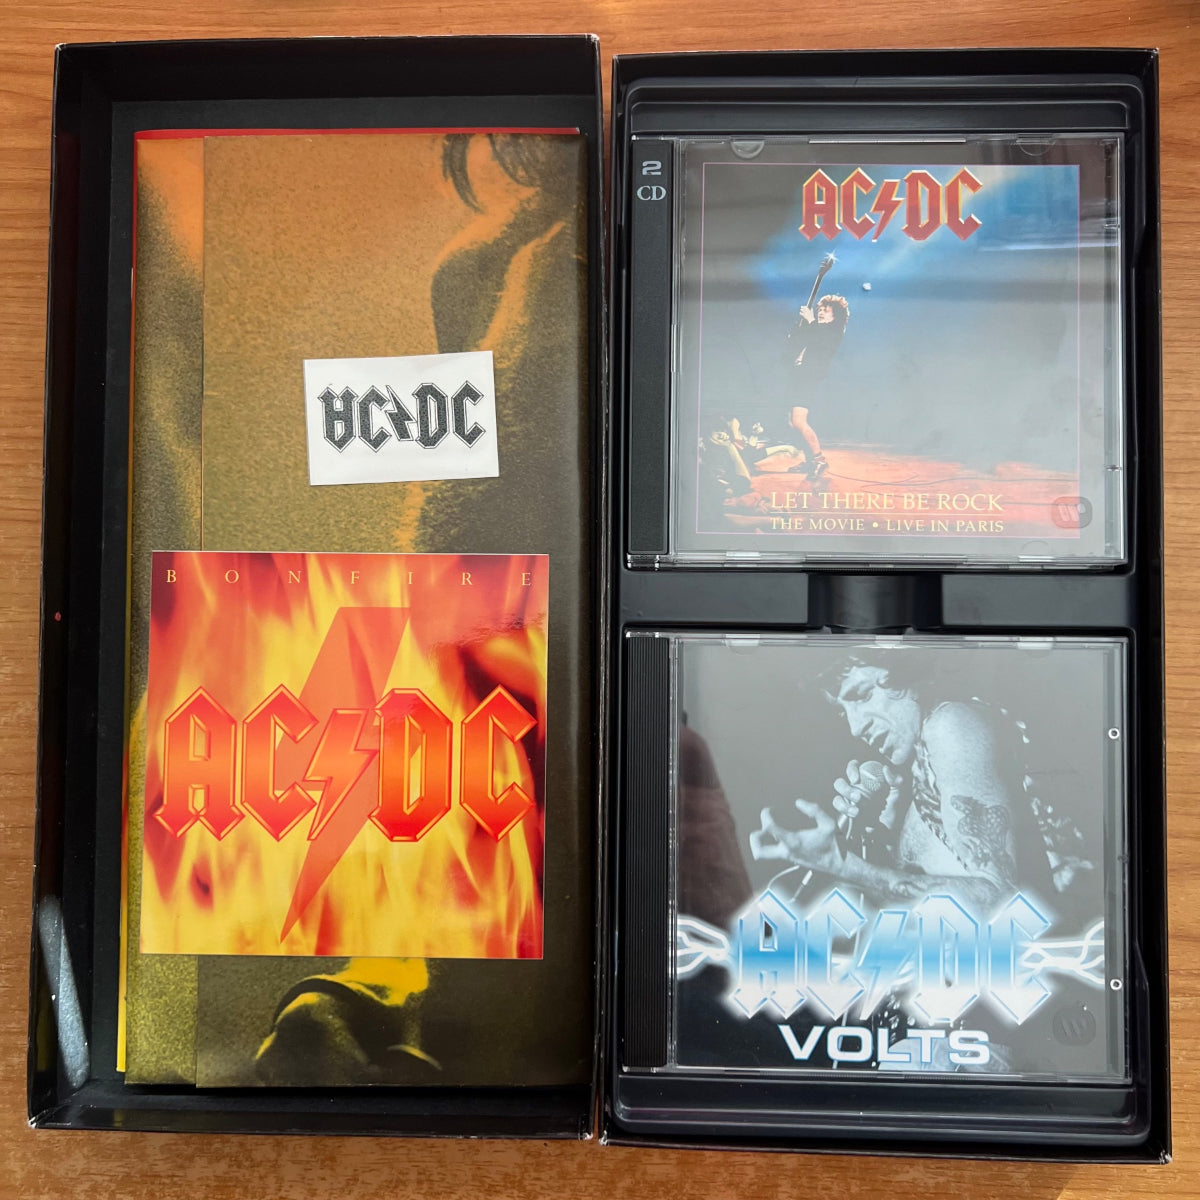 AC⚡DC
BONFIRE
AC⚡DC
2
CD
AC⚡DC
LET THERE BE ROCK
THE MOVIE • LIVE IN PARIS
AC⚡DC
VOLTS